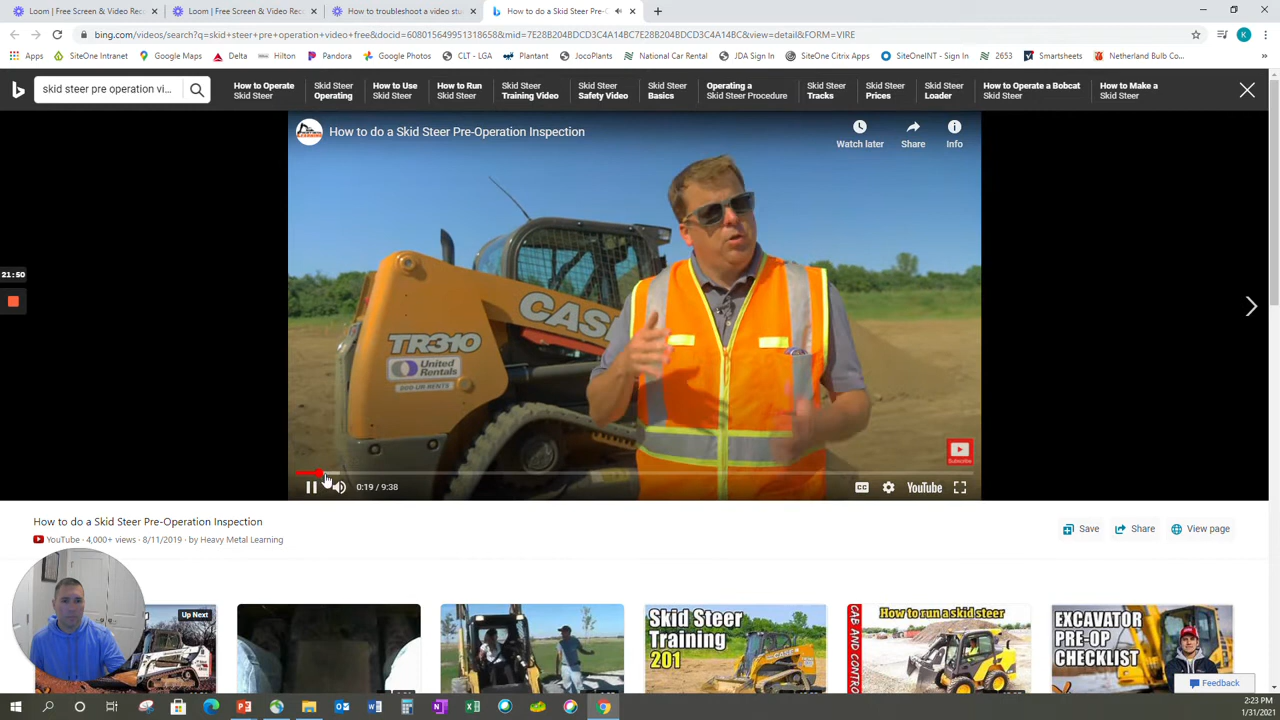 Loom | Free Screen & Video Rec
Loom | Free Screen & Video Rec
How to troubleshoot a video stu
How to do a Skid Steer Pre-O
bing.com/videos/search?q=skid+steer+pre+operation+video+free&docid=608015649951318658&mid=7E28B204BDCD3C4A14BC7E28B204BDCD3C4A14BC&view=detail&FORM=VIRE
K
Apps
SiteOne Intranet
Google Maps
Delta
Hilton
Pandora
Google Photos
CLT - LGA
Plantant
JocoPlants
National Car Rental
JDA Sign In
SiteOne Citrix Apps
SiteOneINT - Sign In
2653
Smartsheets
Netherland Bulb Co...
skid steer pre operation vi...
How to Operate Skid Steer
Skid Steer Operating
How to Use Skid Steer
How to Run Skid Steer
Skid Steer Training Video
Skid Steer Safety Video
Skid Steer Basics
Operating a Skid Steer Procedure
Skid Steer Tracks
Skid Steer Prices
Skid Steer Loader
How to Operate a Bobcat Skid Steer
How to Make a Skid Steer
How to do a Skid Steer Pre-Operation Inspection
Watch later
Share
Info
CASE
TR310
United Rentals
800-UR-RENTS
21:50
Subscribe
0:19 / 9:38
CC
YouTube
How to do a Skid Steer Pre-Operation Inspection
YouTube · 4,000+ views · 8/11/2019 · by Heavy Metal Learning
Save
Share
View page
Up Next
Skid Steer
Training
201
CASE
CAB AND CONTRO
How to run a skid steer
EXCAVATOR
PRE-OP
CHECKLIST
Feedback
2:23 PM
1/31/2021